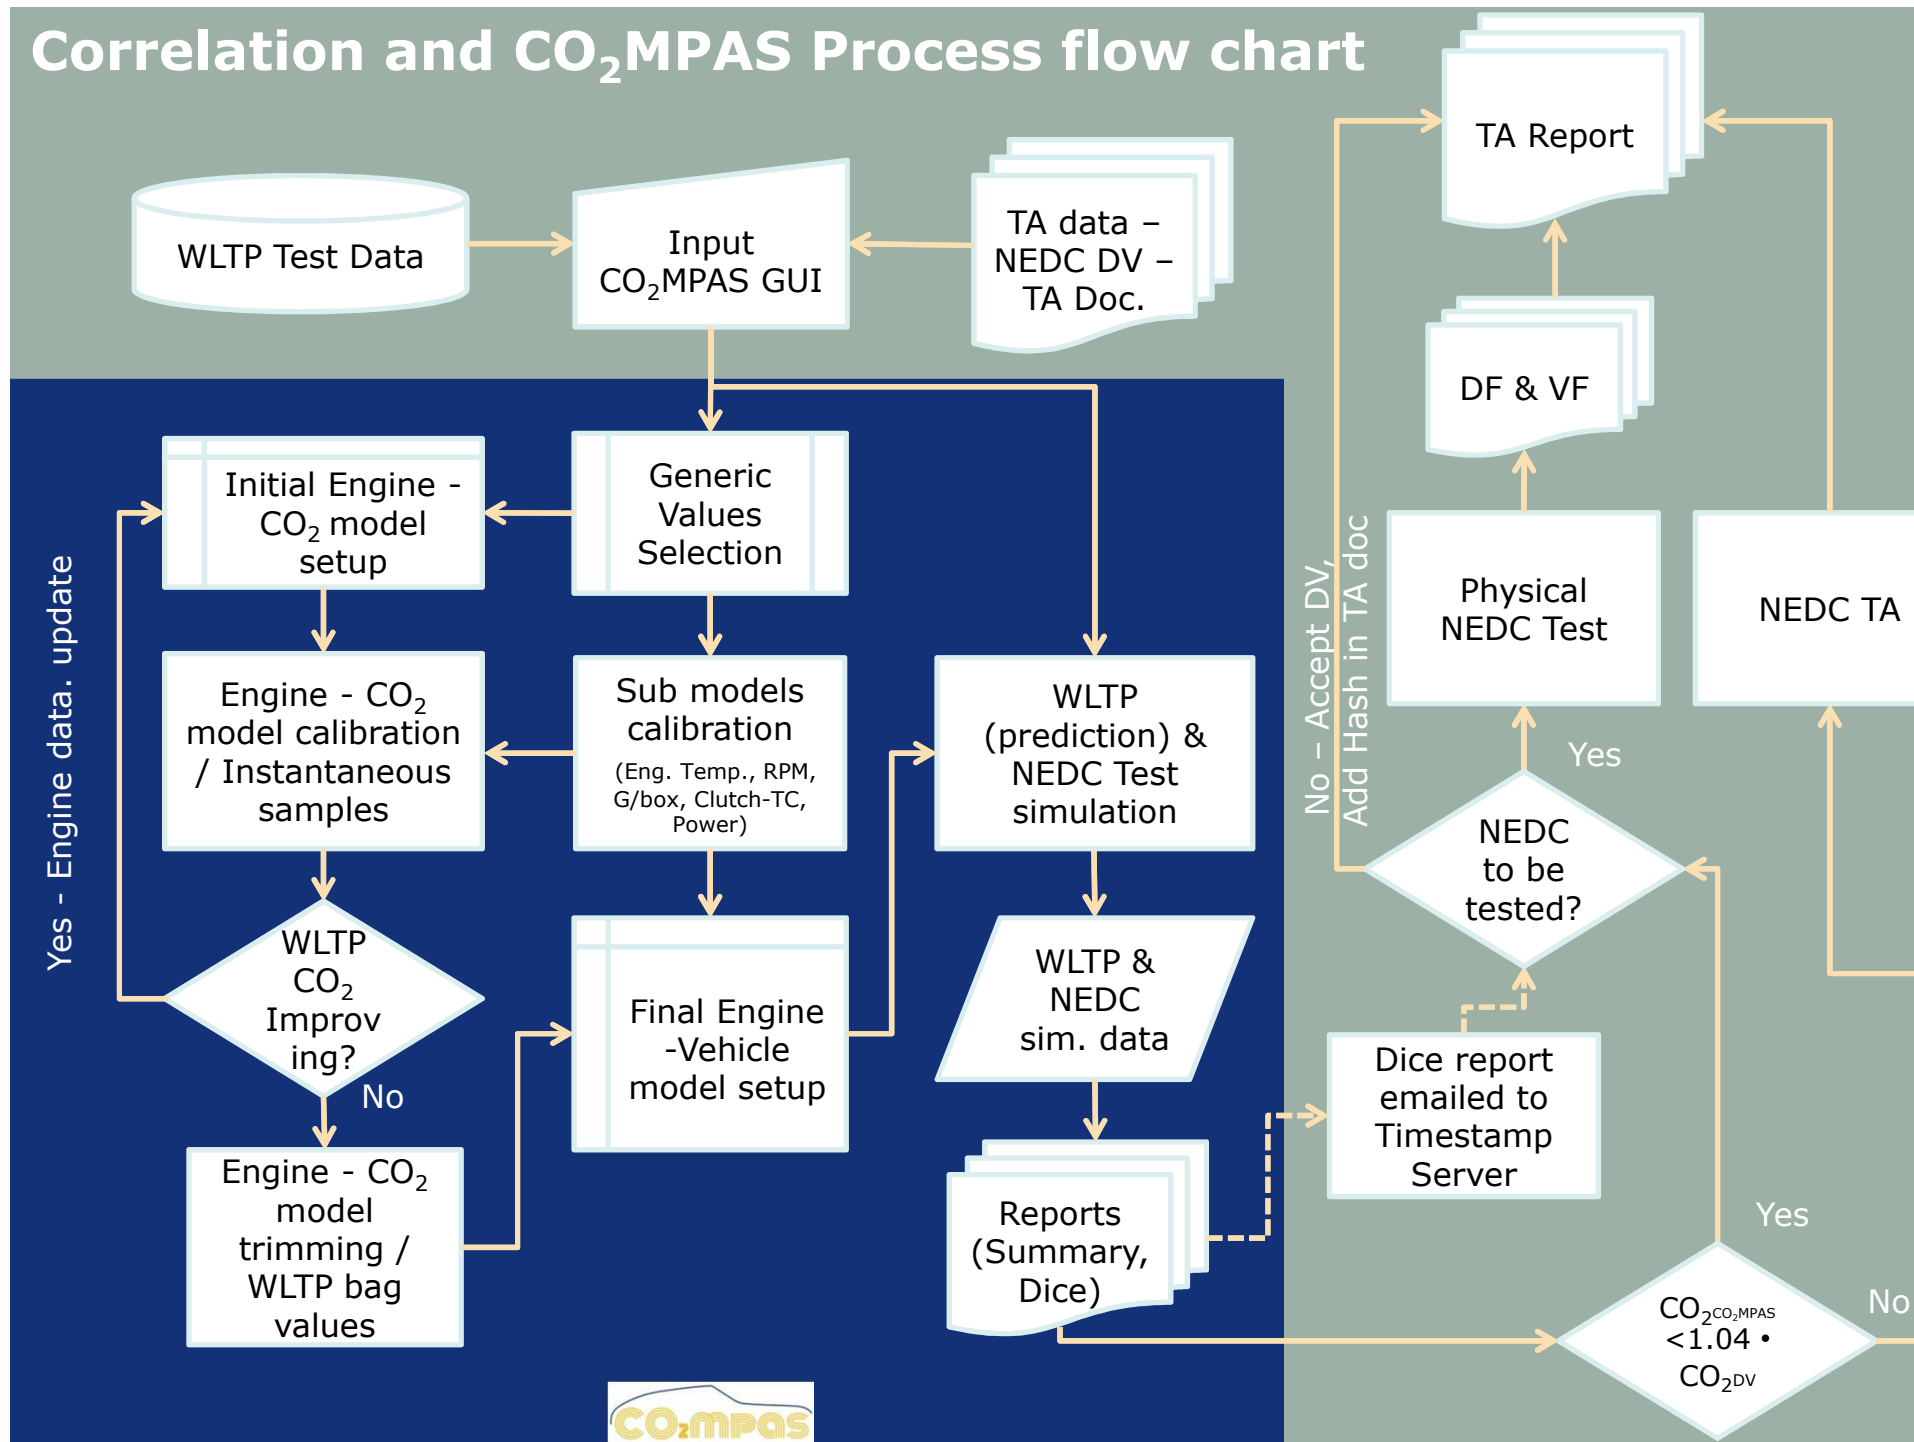 Correlation and CO₂MPAS Process flow chart
TA Report
WLTP Test Data
Input
CO₂MPAS GUI
TA data –
NEDC DV –
TA Doc.
DF & VF
Initial Engine -
CO₂ model
setup
Generic
Values
Selection
Yes - Engine data. update
No – Accept DV,
Add Hash in TA doc
Physical
NEDC Test
NEDC TA
Engine - CO₂
model calibration
/ Instantaneous
samples
Sub models
calibration
(Eng. Temp., RPM,
G/box, Clutch-TC,
Power)
WLTP
(prediction) &
NEDC Test
simulation
Yes
NEDC
to be
tested?
WLTP
CO₂
Improv
ing?
No
Final Engine
-Vehicle
model setup
WLTP &
NEDC
sim. data
Dice report
emailed to
Timestamp
Server
Engine - CO₂
model
trimming /
WLTP bag
values
Reports
(Summary,
Dice)
Yes
No
CO₂CO₂MPAS
<1.04 •
CO₂DV
CO₂mpas